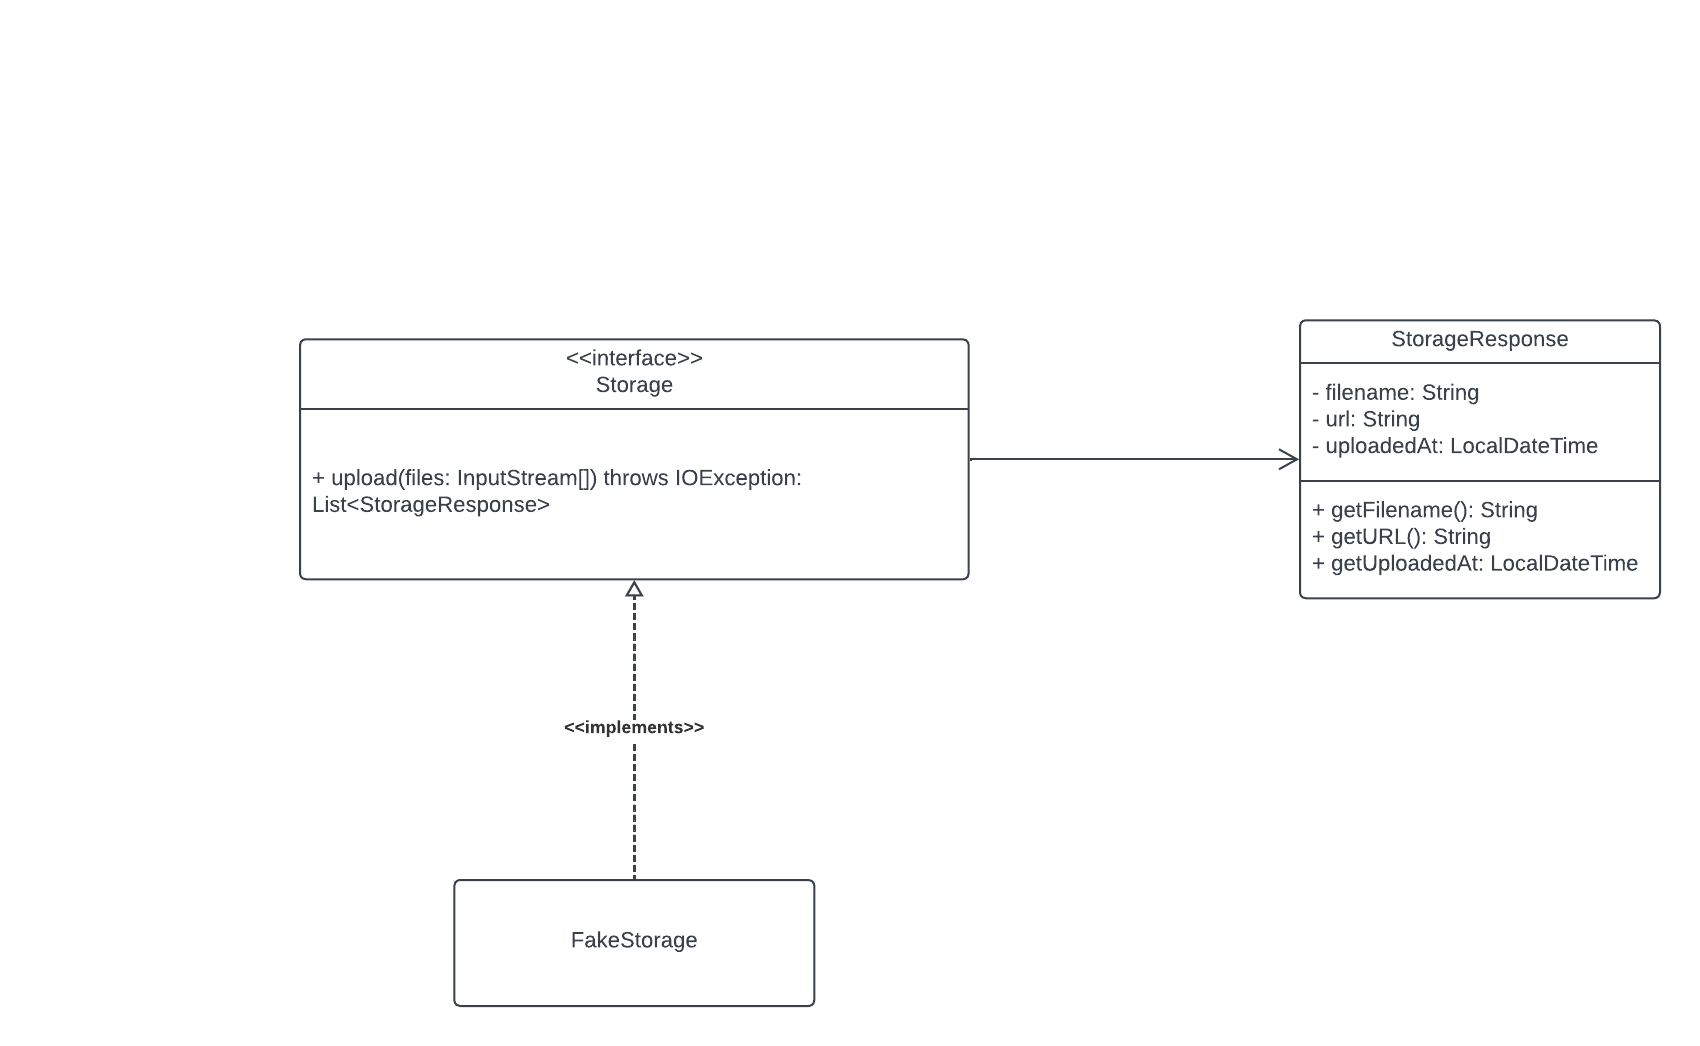 <<interface>>
Storage
+ upload(files: InputStream[]) throws IOException:
List<StorageResponse>
StorageResponse
- filename: String
- url: String
- uploadedAt: LocalDateTime
+ getFilename(): String
+ getURL(): String
+ getUploadedAt: LocalDateTime
<<implements>>
FakeStorage